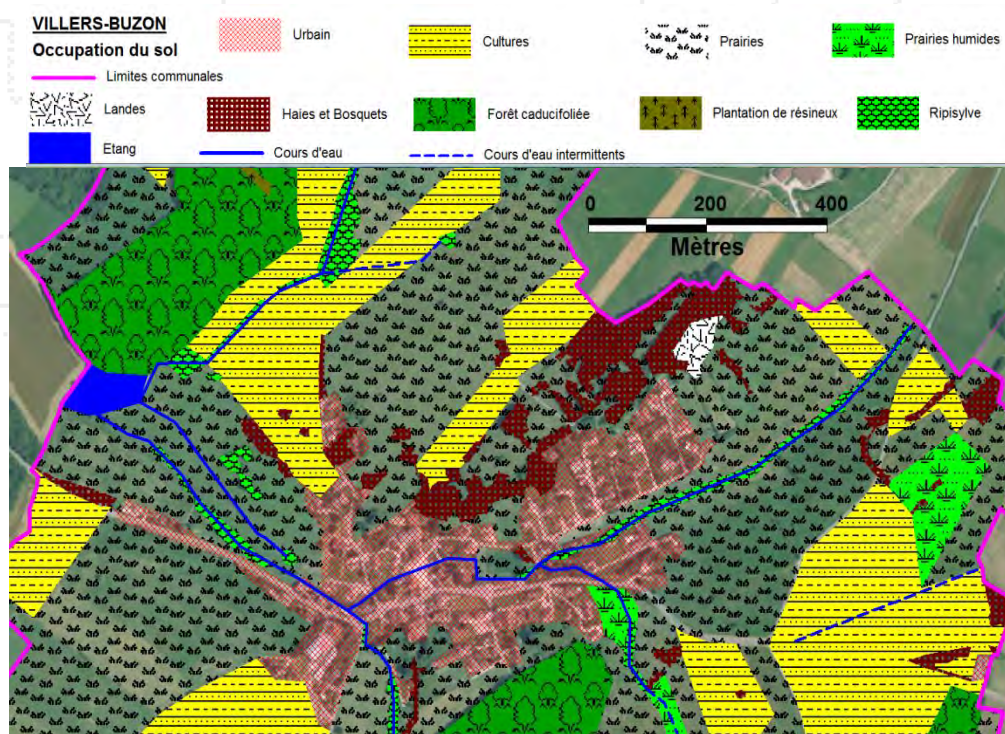 VILLERS-BUZON
Occupation du sol
Limites communales
Urbain
Cultures
Prairies
Prairies humides
Landes
Haies et Bosquets
Forêt caducifoliée
Plantation de résineux
Ripisylve
Etang
Cours d'eau
Cours d'eau intermittents
0 200 400
Mètres